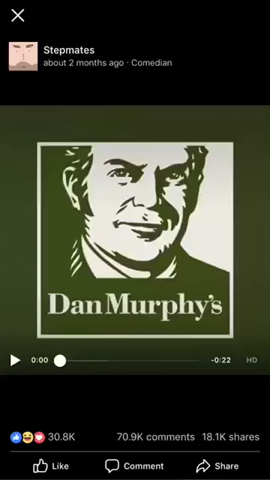 Stepmates
about 2 months ago · Comedian
Dan Murphy's
0:00
-0:22
HD
30.8K
70.9K comments
18.1K shares
Like
Comment
Share